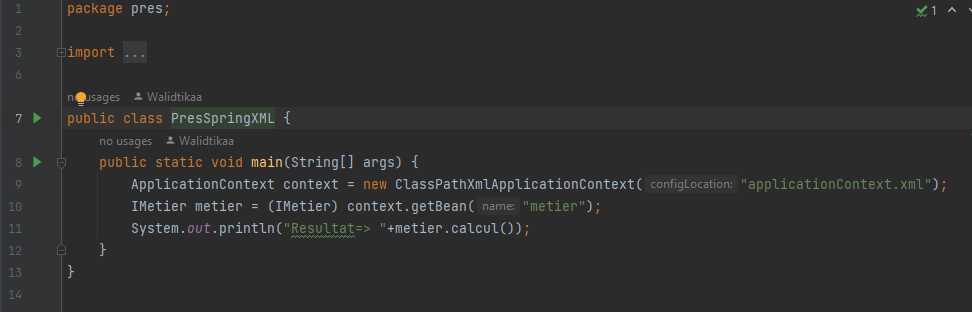 1 package pres;
✓ 1
2
3 import ...
6
no usages Walidtikaa
7 public class PresSpringXML {
no usages Walidtikaa
8 public static void main(String[] args) {
9 ApplicationContext context = new ClassPathXmlApplicationContext( configLocation: "applicationContext.xml");
10 IMetier metier = (IMetier) context.getBean( name: "metier");
11 System.out.println("Resultat=> "+metier.calcul());
12 }
13 }
14